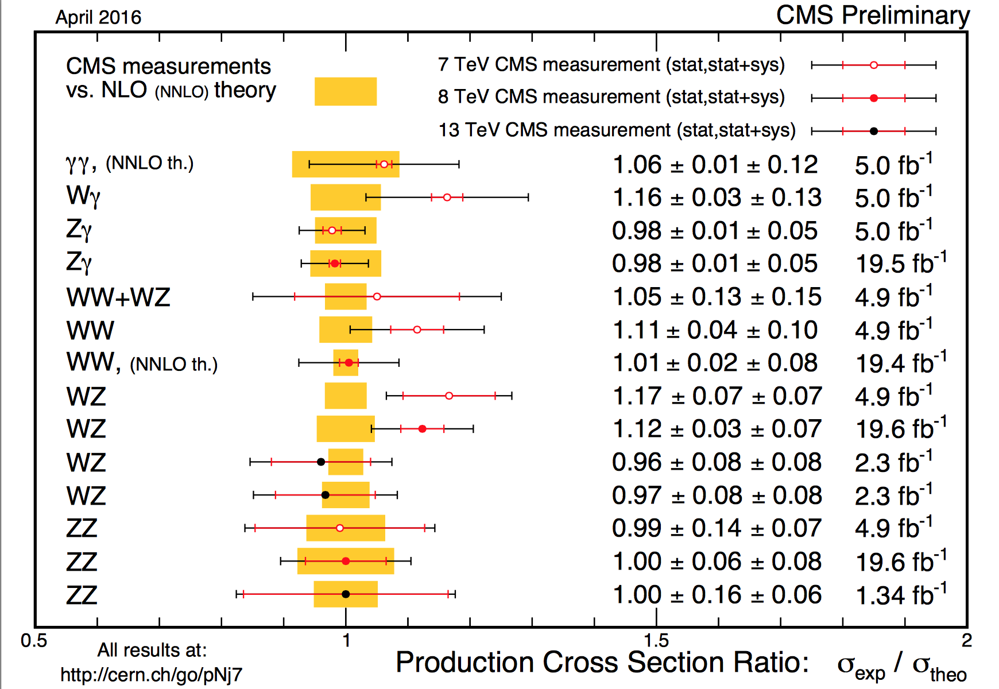 April 2016
CMS Preliminary
CMS measurements
vs. NLO (NNLO) theory
7 TeV CMS measurement (stat,stat+sys)
8 TeV CMS measurement (stat,stat+sys)
13 TeV CMS measurement (stat,stat+sys)
γγ, (NNLO th.) 1.06 ± 0.01 ± 0.12 5.0 fb⁻¹
Wγ 1.16 ± 0.03 ± 0.13 5.0 fb⁻¹
Zγ 0.98 ± 0.01 ± 0.05 5.0 fb⁻¹
Zγ 0.98 ± 0.01 ± 0.05 19.5 fb⁻¹
WW+WZ 1.05 ± 0.13 ± 0.15 4.9 fb⁻¹
WW 1.11 ± 0.04 ± 0.10 4.9 fb⁻¹
WW, (NNLO th.) 1.01 ± 0.02 ± 0.08 19.4 fb⁻¹
WZ 1.17 ± 0.07 ± 0.07 4.9 fb⁻¹
WZ 1.12 ± 0.03 ± 0.07 19.6 fb⁻¹
WZ 0.96 ± 0.08 ± 0.08 2.3 fb⁻¹
WZ 0.97 ± 0.08 ± 0.08 2.3 fb⁻¹
ZZ 0.99 ± 0.14 ± 0.07 4.9 fb⁻¹
ZZ 1.00 ± 0.06 ± 0.08 19.6 fb⁻¹
ZZ 1.00 ± 0.16 ± 0.06 1.34 fb⁻¹
0.5 1 1.5 2
All results at:
http://cern.ch/go/pNj7
Production Cross Section Ratio: σexp / σtheo